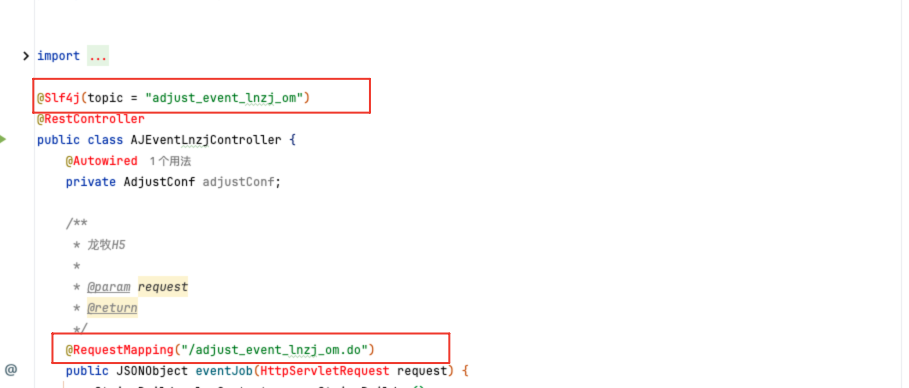 import ...
@Slf4j(topic = "adjust_event_lnzj_om")
@RestController
public class AJEventLnzjController {
@Autowired 1个用法
private AdjustConf adjustConf;
/**
* 龙牧H5
*
* @param request
* @return
*/
@RequestMapping("/adjust_event_lnzj_om.do")
@ public JSONObject eventJob(HttpServletRequest request) {